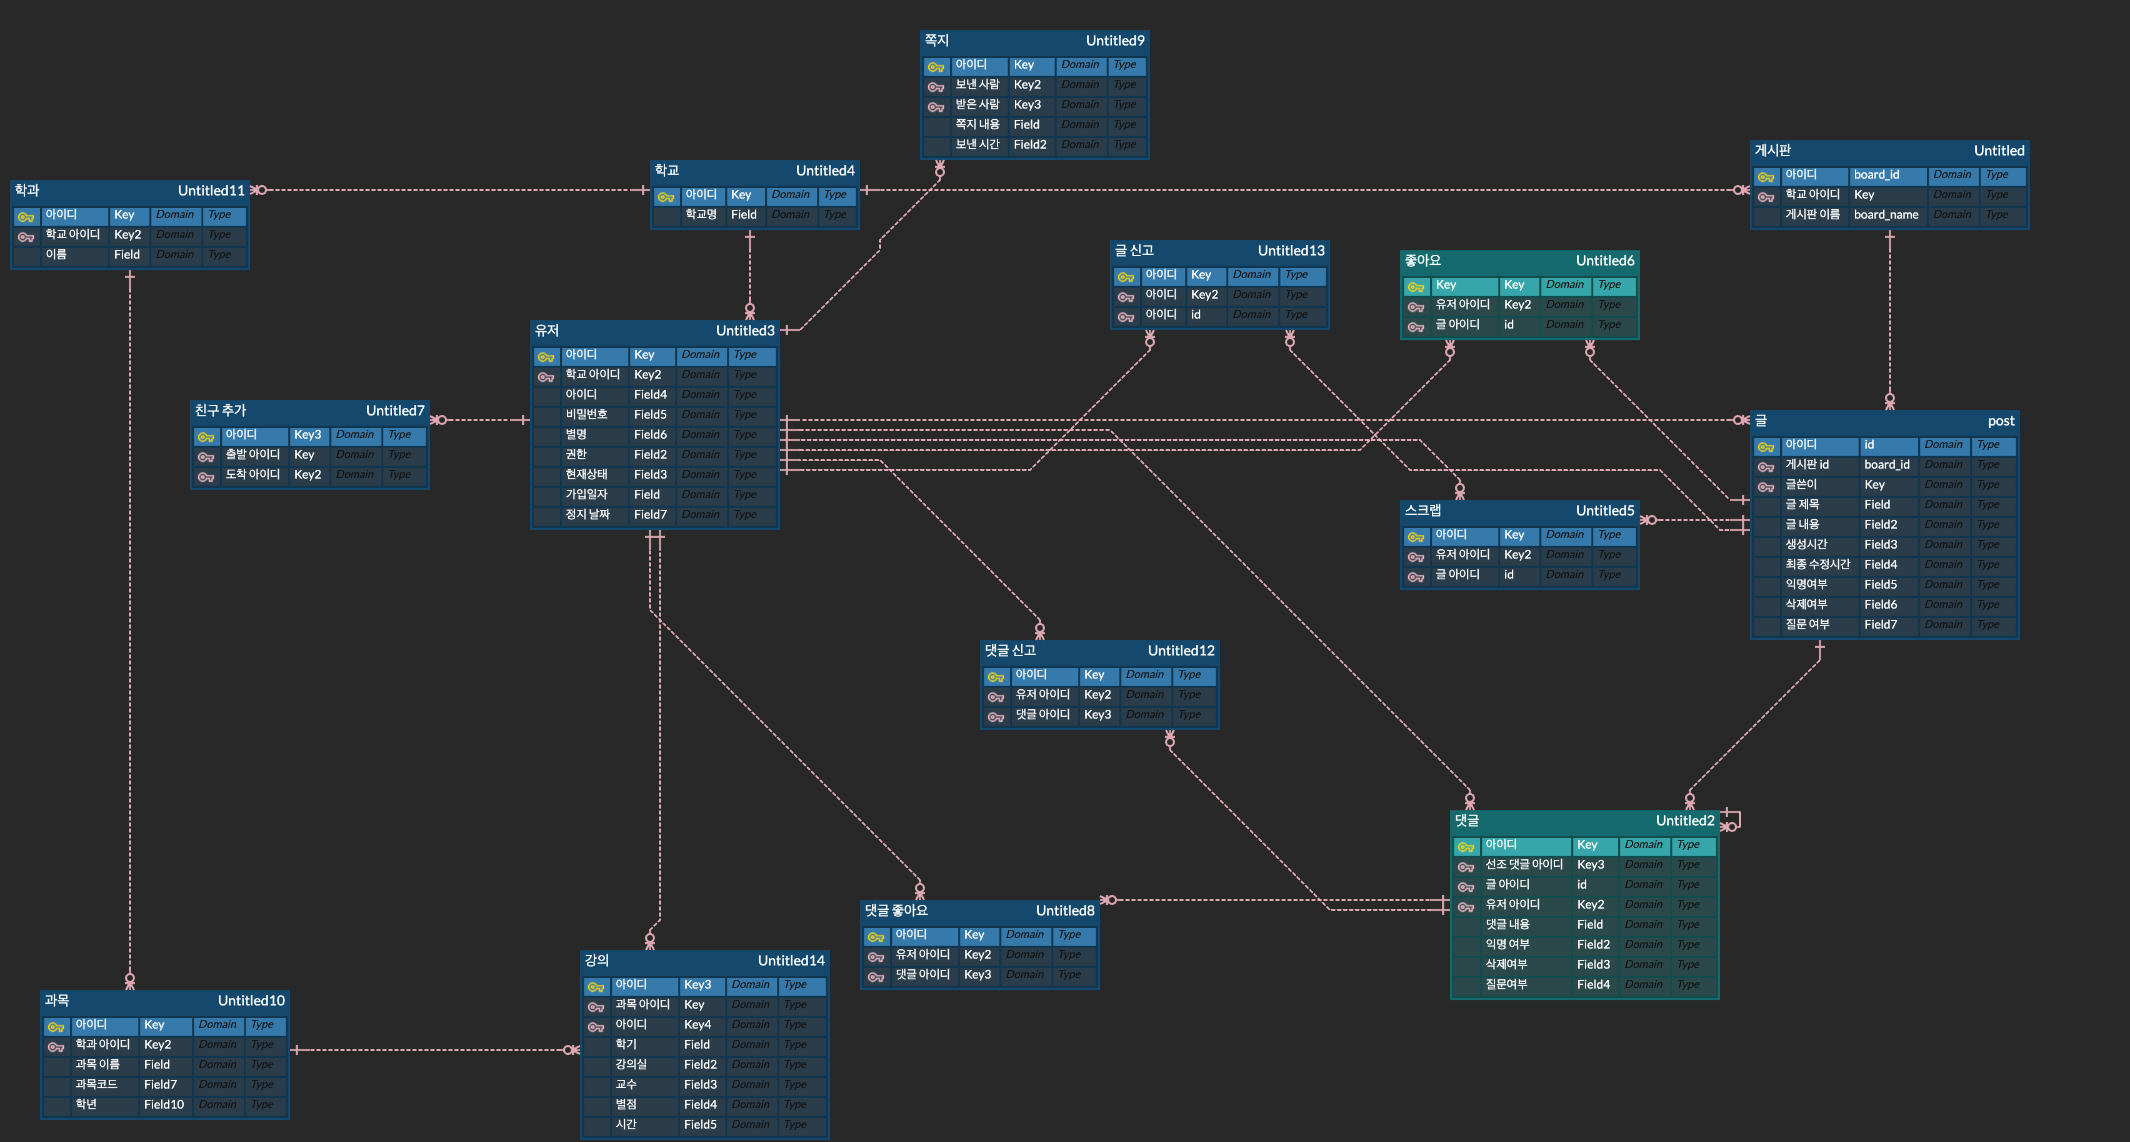 쪽지 Untitled9
아이디 Key Domain Type
보낸 사람 Key2 Domain Type
받은 사람 Key3 Domain Type
쪽지 내용 Field Domain Type
보낸 시간 Field2 Domain Type
게시판 Untitled
아이디 board_id Domain Type
학교 아이디 Key Domain Type
게시판 이름 board_name Domain Type
학교 Untitled4
아이디 Key Domain Type
학교명 Field Domain Type
학과 Untitled11
아이디 Key Domain Type
학교 아이디 Key2 Domain Type
이름 Field Domain Type
글 신고 Untitled13
아이디 Key Domain Type
아이디 Key2 Domain Type
아이디 id Domain Type
좋아요 Untitled6
Key Key Domain Type
유저 아이디 Key2 Domain Type
글 아이디 id Domain Type
유저 Untitled3
아이디 Key Domain Type
학교 아이디 Key2 Domain Type
아이디 Field4 Domain Type
비밀번호 Field5 Domain Type
별명 Field6 Domain Type
권한 Field2 Domain Type
현재상태 Field3 Domain Type
가입일자 Field Domain Type
정지 날짜 Field7 Domain Type
친구 추가 Untitled7
아이디 Key3 Domain Type
출발 아이디 Key Domain Type
도착 아이디 Key2 Domain Type
글 post
아이디 id Domain Type
게시판 id board_id Domain Type
글쓴이 Key Domain Type
글 제목 Field Domain Type
글 내용 Field2 Domain Type
생성시간 Field3 Domain Type
최종 수정시간 Field4 Domain Type
익명여부 Field5 Domain Type
삭제여부 Field6 Domain Type
질문 여부 Field7 Domain Type
스크랩 Untitled5
아이디 Key Domain Type
유저 아이디 Key2 Domain Type
글 아이디 id Domain Type
댓글 신고 Untitled12
아이디 Key Domain Type
유저 아이디 Key2 Domain Type
댓글 아이디 Key3 Domain Type
댓글 Untitled2
아이디 Key Domain Type
선조 댓글 아이디 Key3 Domain Type
글 아이디 id Domain Type
유저 아이디 Key2 Domain Type
댓글 내용 Field Domain Type
익명 여부 Field2 Domain Type
삭제여부 Field3 Domain Type
질문여부 Field4 Domain Type
댓글 좋아요 Untitled8
아이디 Key Domain Type
유저 아이디 Key2 Domain Type
댓글 아이디 Key3 Domain Type
강의 Untitled14
아이디 Key3 Domain Type
과목 아이디 Key Domain Type
아이디 Key4 Domain Type
학기 Field Domain Type
강의실 Field2 Domain Type
교수 Field3 Domain Type
별점 Field4 Domain Type
시간 Field5 Domain Type
과목 Untitled10
아이디 Key Domain Type
학과 아이디 Key2 Domain Type
과목 이름 Field Domain Type
과목코드 Field7 Domain Type
학년 Field10 Domain Type